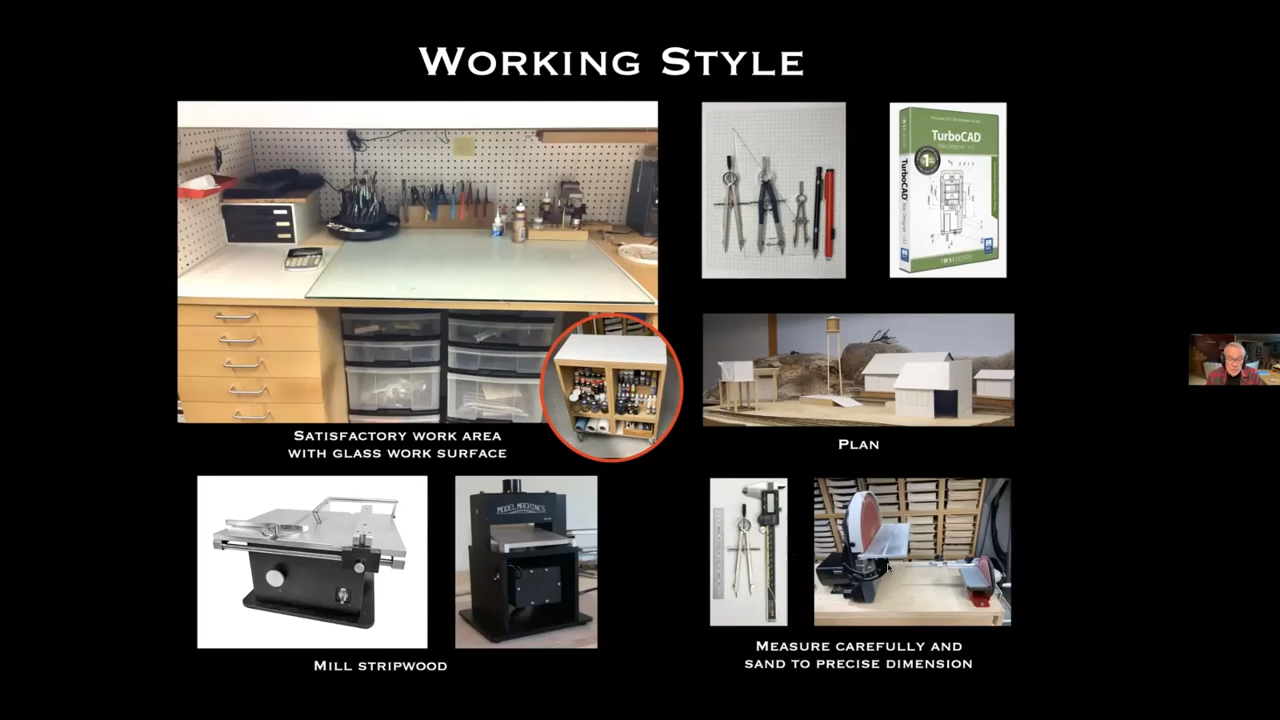 WORKING STYLE
TurboCAD
TurboCAD
SATISFACTORY WORK AREA
WITH GLASS WORK SURFACE
PLAN
MODEL MACHINES
MILL STRIPWOOD
MEASURE CAREFULLY AND
SAND TO PRECISE DIMENSION